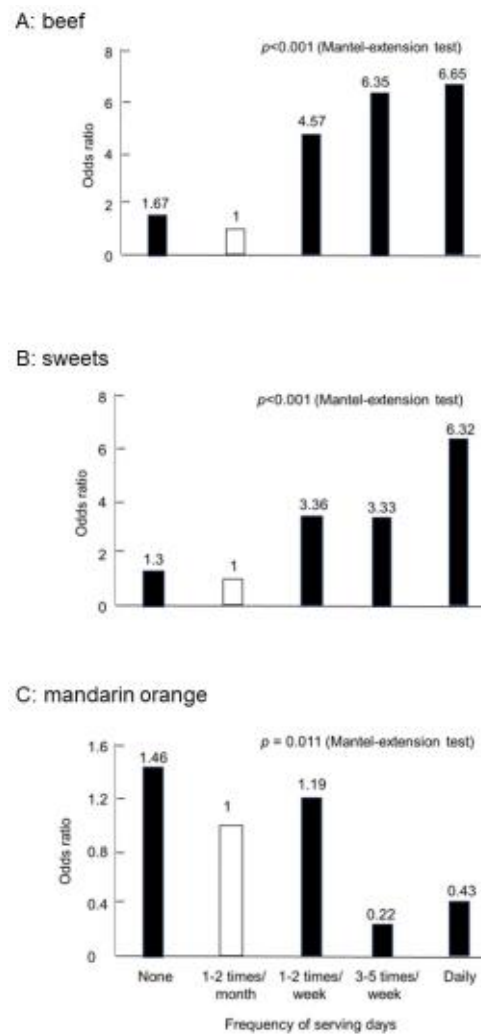 A: beef
p<0.001 (Mantel-extension test)
8
6
4
2
0
Odds ratio
1.67
1
4.57
6.35
6.65
B: sweets
p<0.001 (Mantel-extension test)
8
6
4
2
0
Odds ratio
1.3
1
3.36
3.33
6.32
C: mandarin orange
p = 0.011 (Mantel-extension test)
1.6
1.2
0.8
0.4
0
Odds ratio
1.46
1
1.19
0.22
0.43
None
1-2 times/
month
1-2 times/
week
3-5 times/
week
Daily
Frequency of serving days